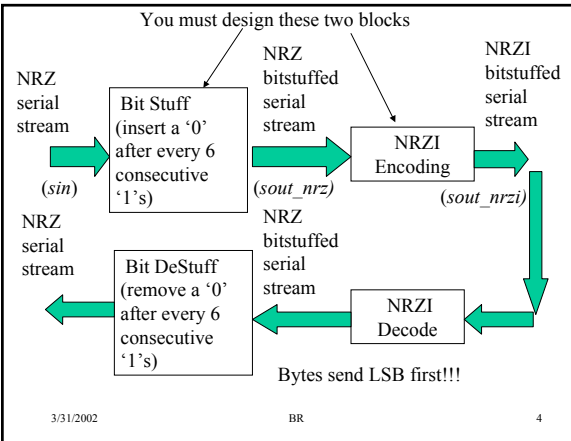 You must design these two blocks
NRZ
serial
stream
(sin)
Bit Stuff
(insert a ‘0’
after every 6
consecutive
‘1’s)
NRZ
bitstuffed
serial
stream
(sout_nrz)
NRZI
Encoding
NRZI
bitstuffed
serial
stream
(sout_nrzi)
NRZ
serial
stream
Bit DeStuff
(remove a ‘0’
after every 6
consecutive
‘1’s)
NRZ
bitstuffed
serial
stream
NRZI
Decode
Bytes send LSB first!!!
3/31/2002
BR
4